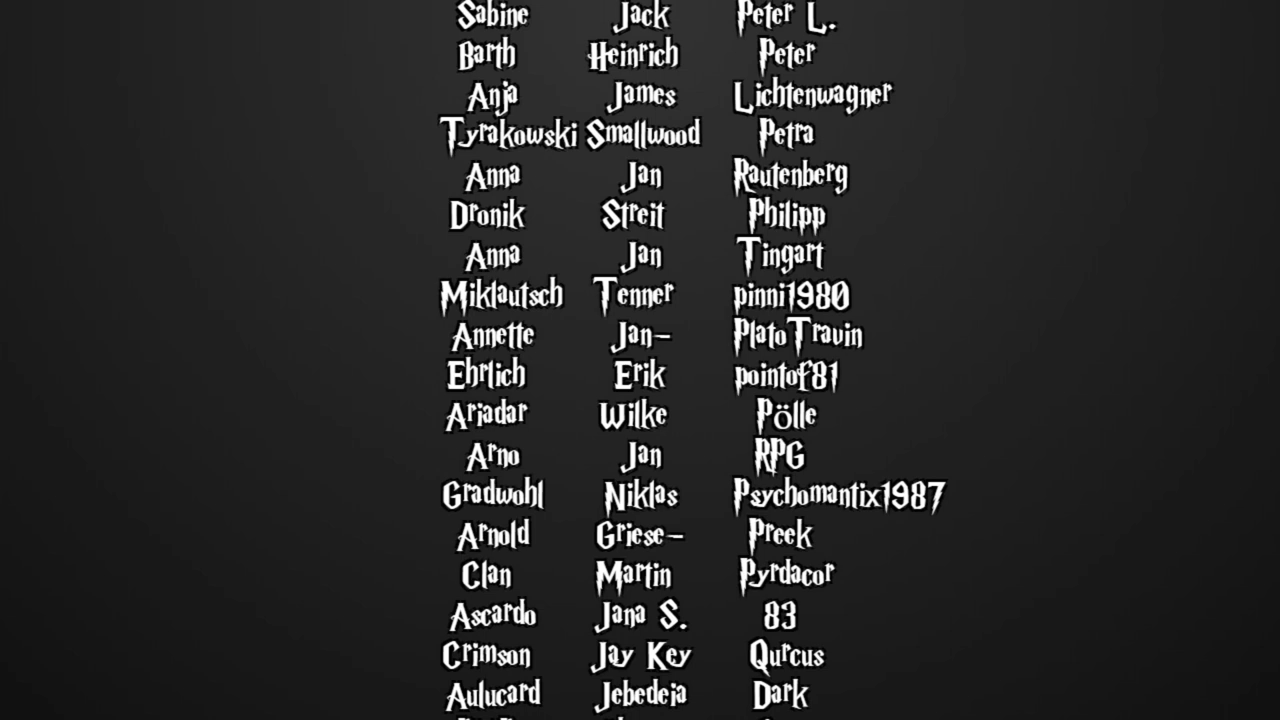 Sabine Jack Peter L.
Barth Heinrich Peter
Anja James Lichtenwagner
Tyrakowski Smallwood Petra
Anna Jan Rautenberg
Dronik Streit Philipp
Anna Jan Tingart
Miklautsch Tenner pinni1980
Annette Jan- PlatoTravin
Ehrlich Erik pointof81
Ariadar Wilke Pölle
Arno Jan RPG
Gradwohl Niklas Psychomantix1987
Arnold Griese- Preek
Clan Martin Pyrdacor
Ascardo Jana S. 83
Crimson Jay Key Qurcus
Aulucard Jebedeia Dark